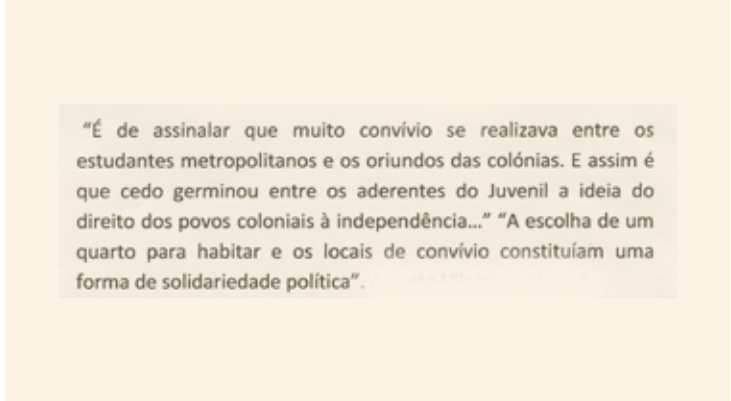 "É de assinalar que muito convívio se realizava entre os
estudantes metropolitanos e os oriundos das colónias. E assim é
que cedo germinou entre os aderentes do Juvenil a ideia do
direito dos povos coloniais à independência..." "A escolha de um
quarto para habitar e os locais de convívio constituíam uma
forma de solidariedade política".